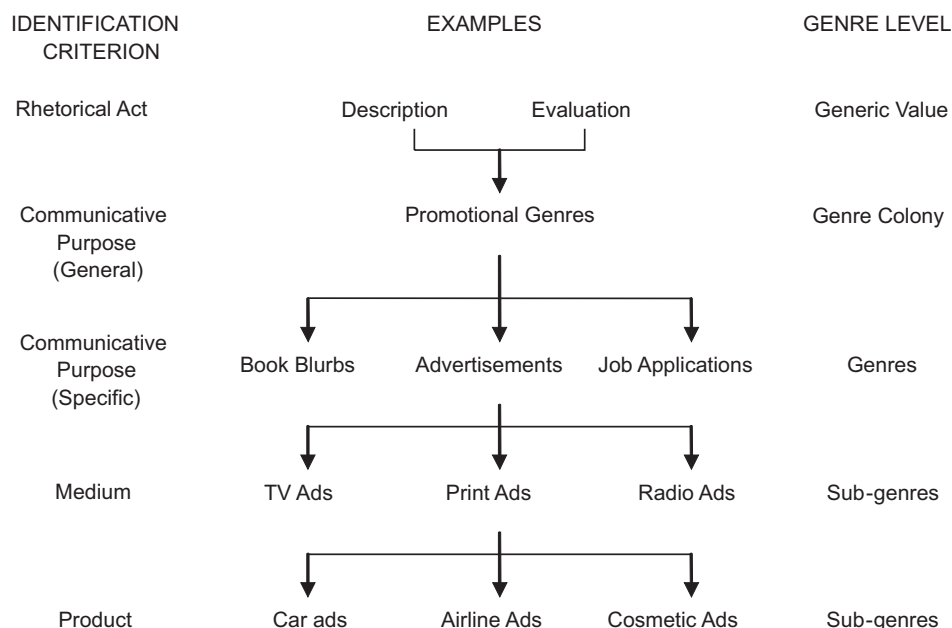 IDENTIFICATION CRITERION EXAMPLES GENRE LEVEL
Rhetorical Act Description Evaluation Generic Value
Communicative Purpose (General) Promotional Genres Genre Colony
Communicative Purpose (Specific) Book Blurbs Advertisements Job Applications Genres
Medium TV Ads Print Ads Radio Ads Sub-genres
Product Car ads Airline Ads Cosmetic Ads Sub-genres